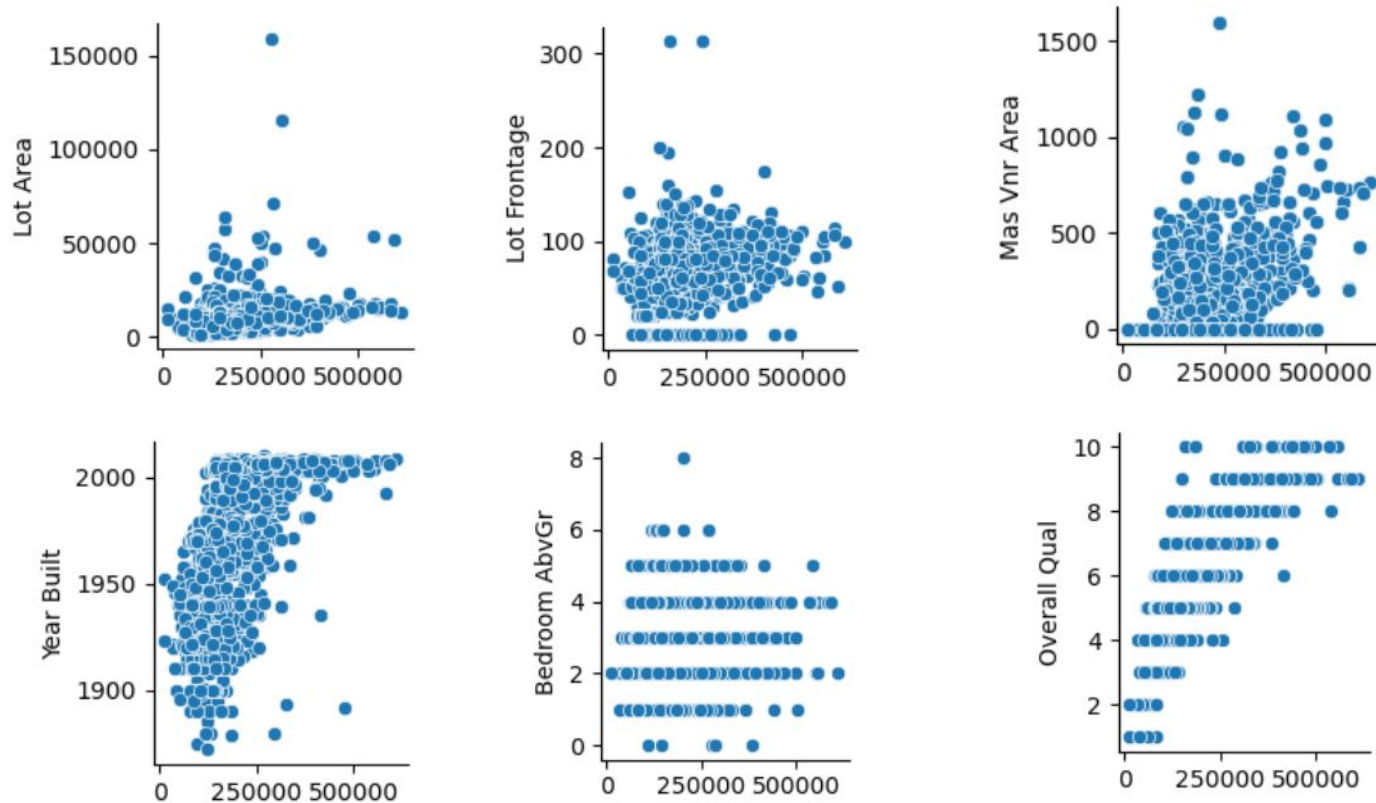 Lot Area
150000
100000
50000
0
0 250000 500000
Lot Frontage
300
200
100
0
0 250000 500000
Mas Vnr Area
1500
1000
500
0
0 250000 500000
Year Built
2000
1950
1900
0 250000 500000
Bedroom AbvGr
8
6
4
2
0
0 250000 500000
Overall Qual
10
8
6
4
2
0 250000 500000